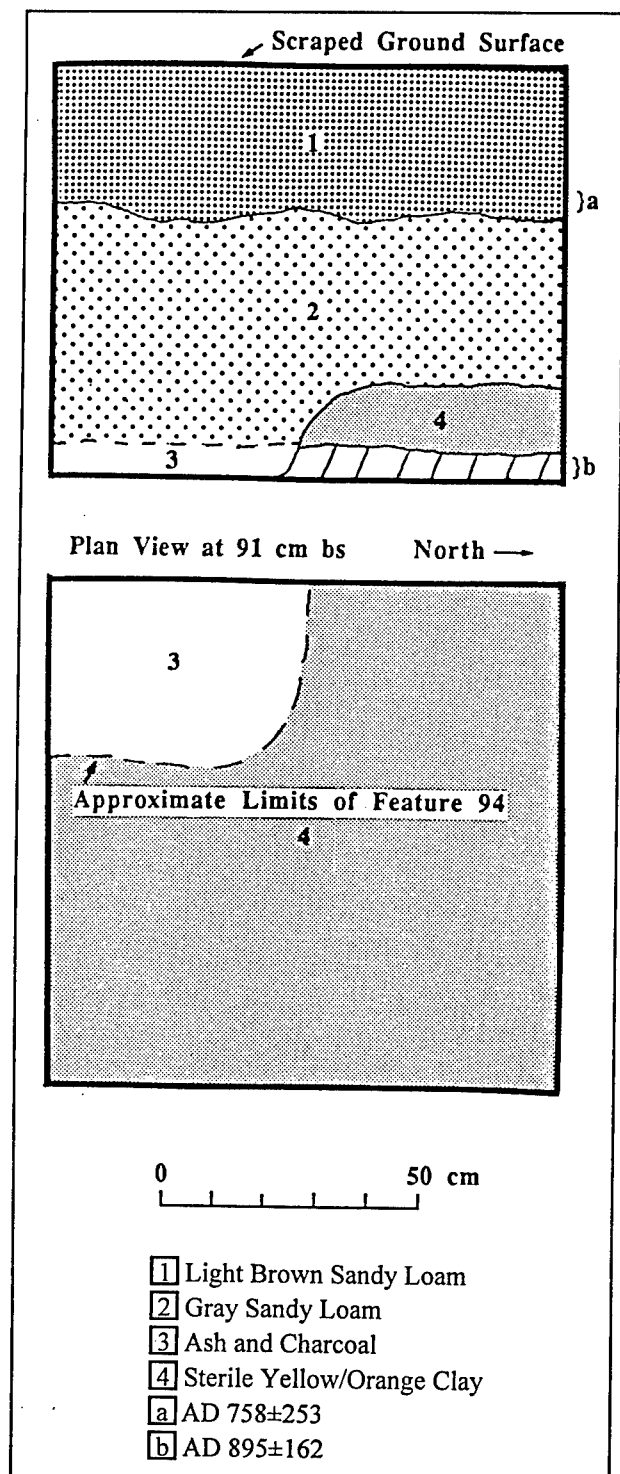 Scraped Ground Surface
1
}a
2
4
3
}b
Plan View at 91 cm bs North
3
Approximate Limits of Feature 94
4
0 50 cm
1 Light Brown Sandy Loam
2 Gray Sandy Loam
3 Ash and Charcoal
4 Sterile Yellow/Orange Clay
a AD 758±253
b AD 895±162